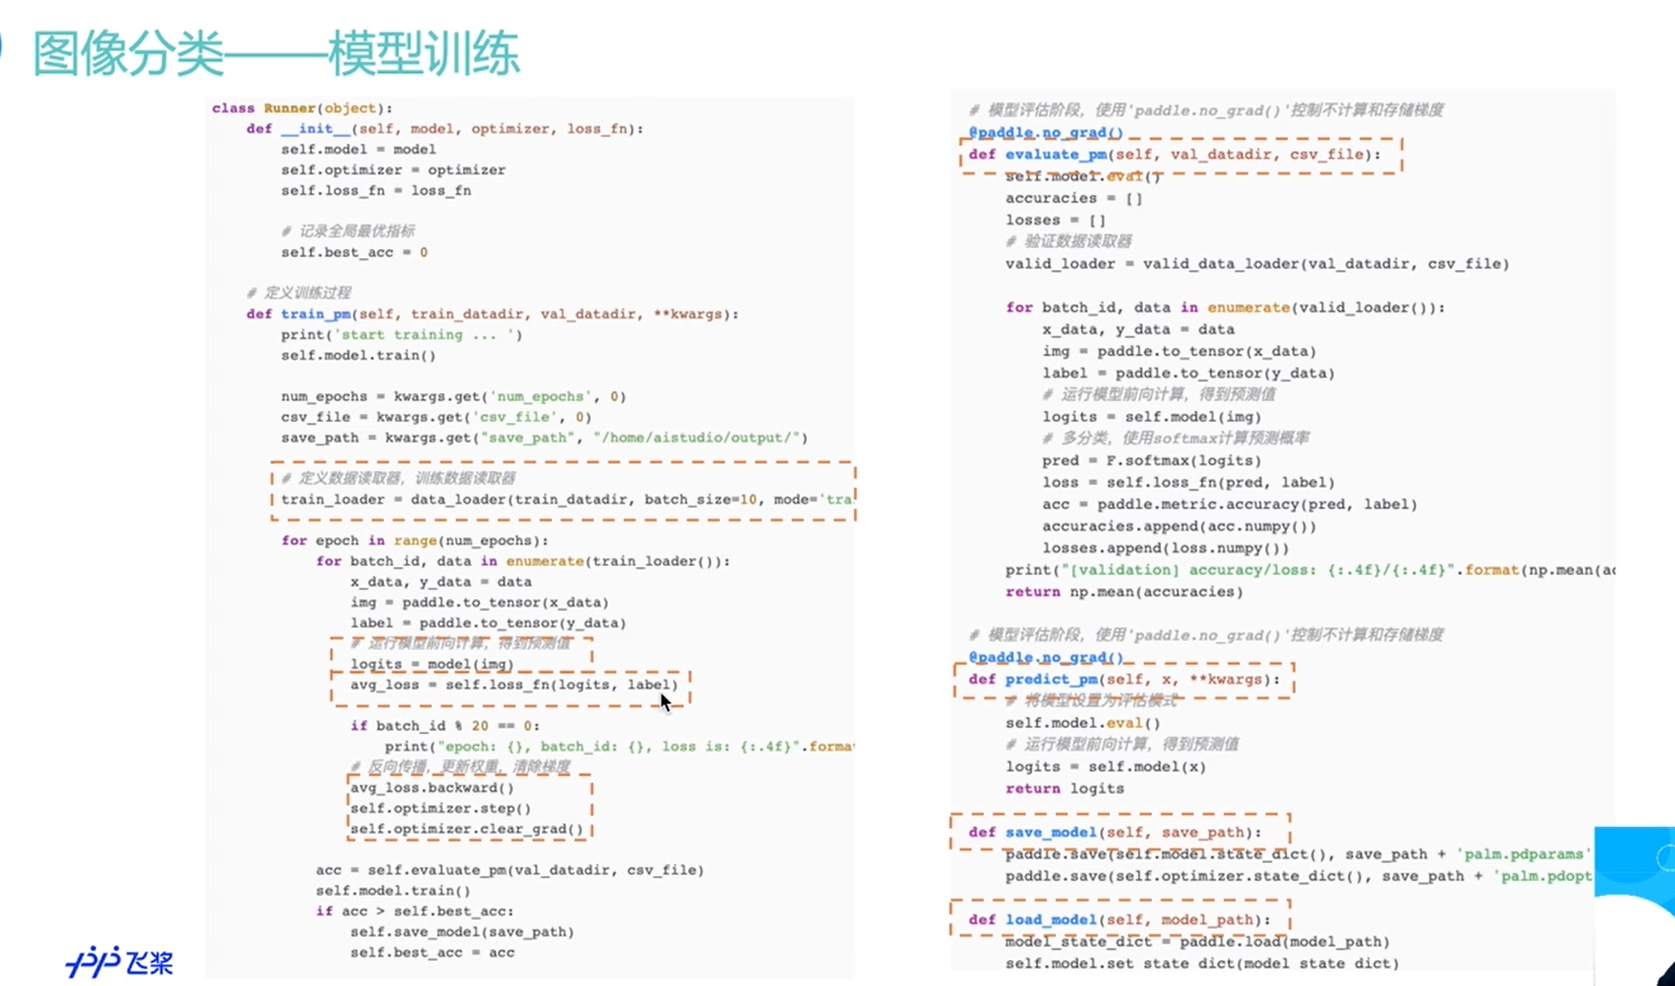 图像分类——模型训练
class Runner(object):
def __init__(self, model, optimizer, loss_fn):
self.model = model
self.optimizer = optimizer
self.loss_fn = loss_fn
# 记录全局最优指标
self.best_acc = 0
# 定义训练过程
def train_pm(self, train_datadir, val_datadir, **kwargs):
print('start training ... ')
self.model.train()
num_epochs = kwargs.get('num_epochs', 0)
csv_file = kwargs.get('csv_file', 0)
save_path = kwargs.get("save_path", "/home/aistudio/output/")
# 定义数据读取器，训练数据读取器
train_loader = data_loader(train_datadir, batch_size=10, mode='tra
for epoch in range(num_epochs):
for batch_id, data in enumerate(train_loader()):
x_data, y_data = data
img = paddle.to_tensor(x_data)
label = paddle.to_tensor(y_data)
# 运行模型前向计算，得到预测值
logits = model(img)
avg_loss = self.loss_fn(logits, label)
if batch_id % 20 == 0:
print("epoch: {}, batch_id: {}, loss is: {:.4f}".forma
# 反向传播，更新权重，清除梯度
avg_loss.backward()
self.optimizer.step()
self.optimizer.clear_grad()
acc = self.evaluate_pm(val_datadir, csv_file)
self.model.train()
if acc > self.best_acc:
self.save_model(save_path)
self.best_acc = acc
# 模型评估阶段，使用'paddle.no_grad()'控制不计算和存储梯度
@paddle.no_grad()
def evaluate_pm(self, val_datadir, csv_file):
self.model.eval()
accuracies = []
losses = []
# 验证数据读取器
valid_loader = valid_data_loader(val_datadir, csv_file)
for batch_id, data in enumerate(valid_loader()):
x_data, y_data = data
img = paddle.to_tensor(x_data)
label = paddle.to_tensor(y_data)
# 运行模型前向计算，得到预测值
logits = self.model(img)
# 多分类，使用softmax计算预测概率
pred = F.softmax(logits)
loss = self.loss_fn(pred, label)
acc = paddle.metric.accuracy(pred, label)
accuracies.append(acc.numpy())
losses.append(loss.numpy())
print("[validation] accuracy/loss: {:.4f}/{:.4f}".format(np.mean(ac
return np.mean(accuracies)
# 模型评估阶段，使用'paddle.no_grad()'控制不计算和存储梯度
@paddle.no_grad()
def predict_pm(self, x, **kwargs):
# 将模型设置为评估模式
self.model.eval()
# 运行模型前向计算，得到预测值
logits = self.model(x)
return logits
def save_model(self, save_path):
paddle.save(self.model.state_dict(), save_path + 'palm.pdparams'
paddle.save(self.optimizer.state_dict(), save_path + 'palm.pdopt
def load_model(self, model_path):
model_state_dict = paddle.load(model_path)
self.model.set_state_dict(model_state_dict)
飞桨